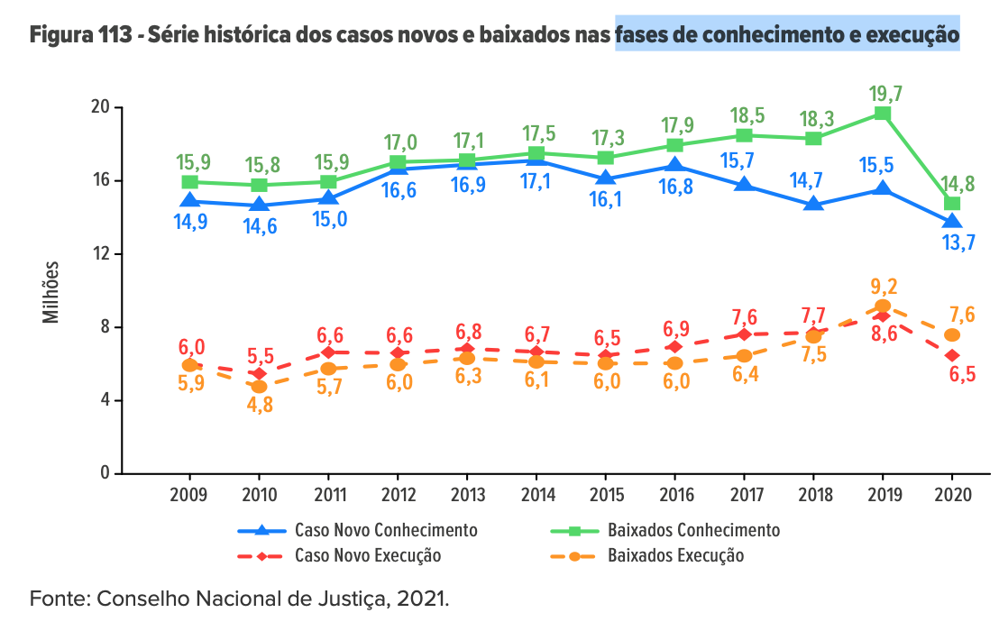 Figura 113 - Série histórica dos casos novos e baixados nas fases de conhecimento e execução
Milhões
20
16
12
8
4
0
15,9 15,8 15,9 17,0 17,1 17,5 17,3 17,9 18,5 18,3 19,7 14,8
14,9 14,6 15,0 16,6 16,9 17,1 16,1 16,8 15,7 14,7 15,5 13,7
6,0 5,5 6,6 6,6 6,8 6,7 6,5 6,9 7,6 7,7 8,6 6,5
5,9 4,8 5,7 6,0 6,3 6,1 6,0 6,0 6,4 7,5 9,2 7,6
2009 2010 2011 2012 2013 2014 2015 2016 2017 2018 2019 2020
Caso Novo Conhecimento Baixados Conhecimento
Caso Novo Execução Baixados Execução
Fonte: Conselho Nacional de Justiça, 2021.